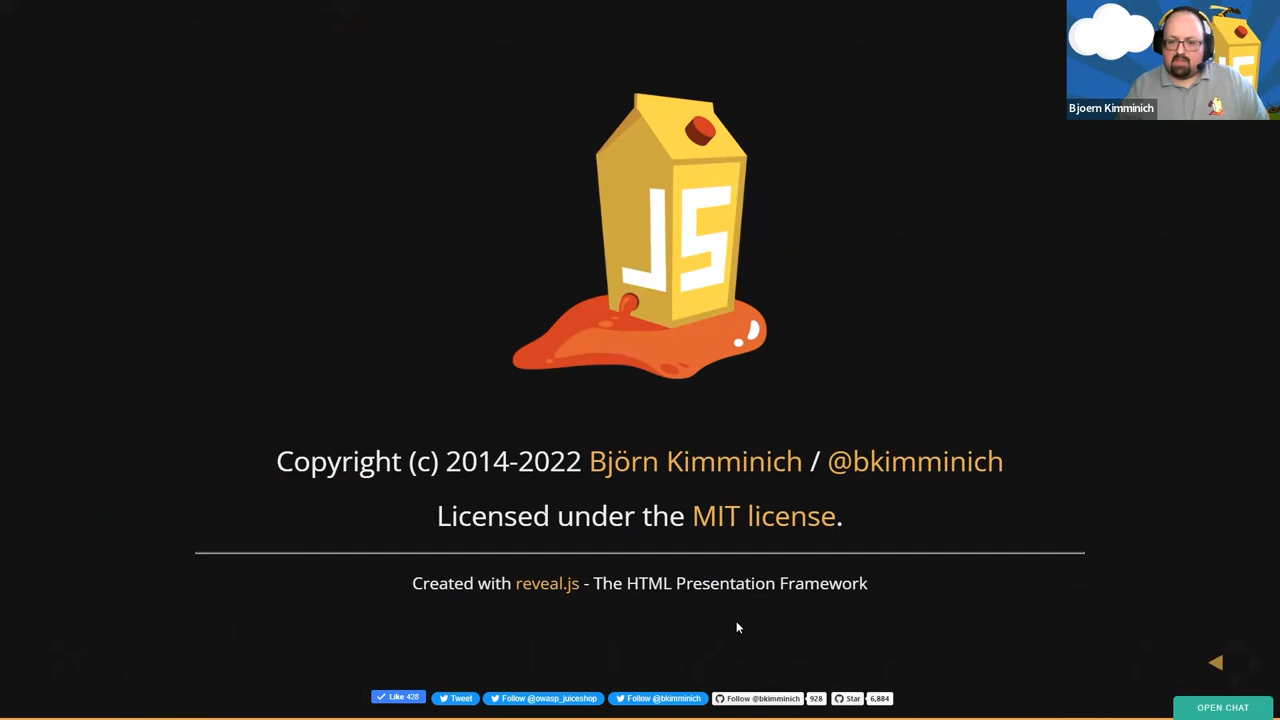 Bjoern Kimminich
JS
Copyright (c) 2014-2022 Björn Kimminich / @bkimminich
Licensed under the MIT license.
Created with reveal.js - The HTML Presentation Framework
Like 428 Tweet Follow @owasp_juiceshop Follow @bkimminich Follow @bkimminich 928 Star 6,884
OPEN CHAT